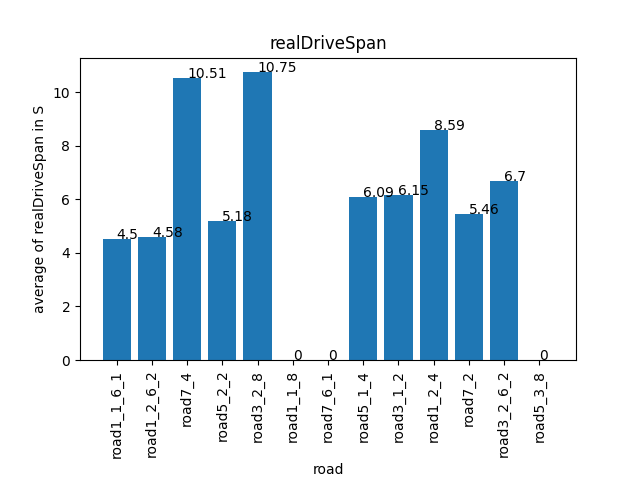 realDriveSpan
average of realDriveSpan in S
10
8
6
4
2
0
4.5
4.58
10.51
5.18
10.75
0
0
6.09
6.15
8.59
5.46
6.7
0
road1_1_6_1
road1_2_6_2
road7_4
road5_2_2
road3_2_8
road1_1_8
road7_6_1
road5_1_4
road3_1_2
road1_2_4
road7_2
road3_2_6_2
road5_3_8
road